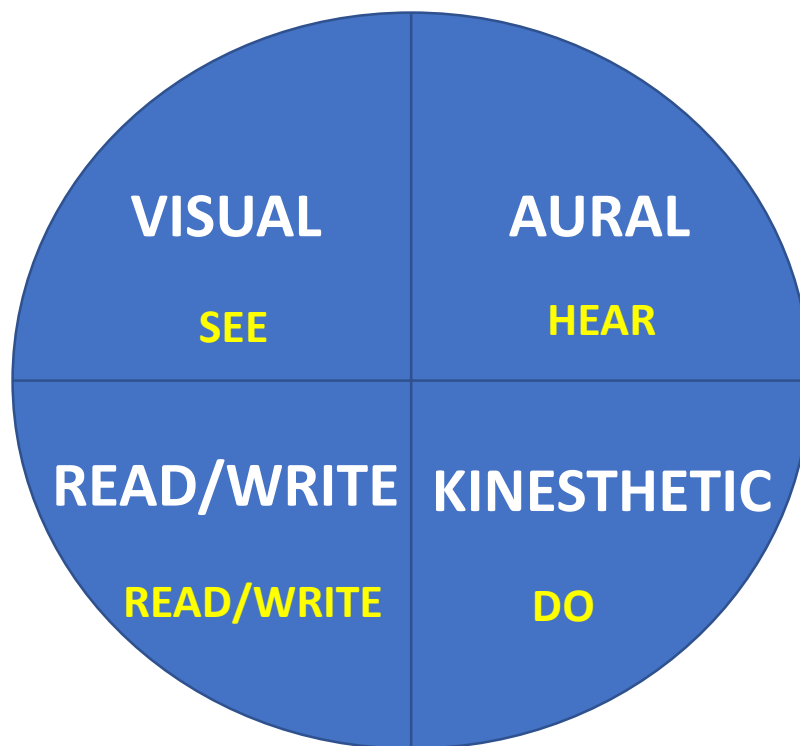 VISUAL
SEE
AURAL
HEAR
READ/WRITE
READ/WRITE
KINESTHETIC
DO